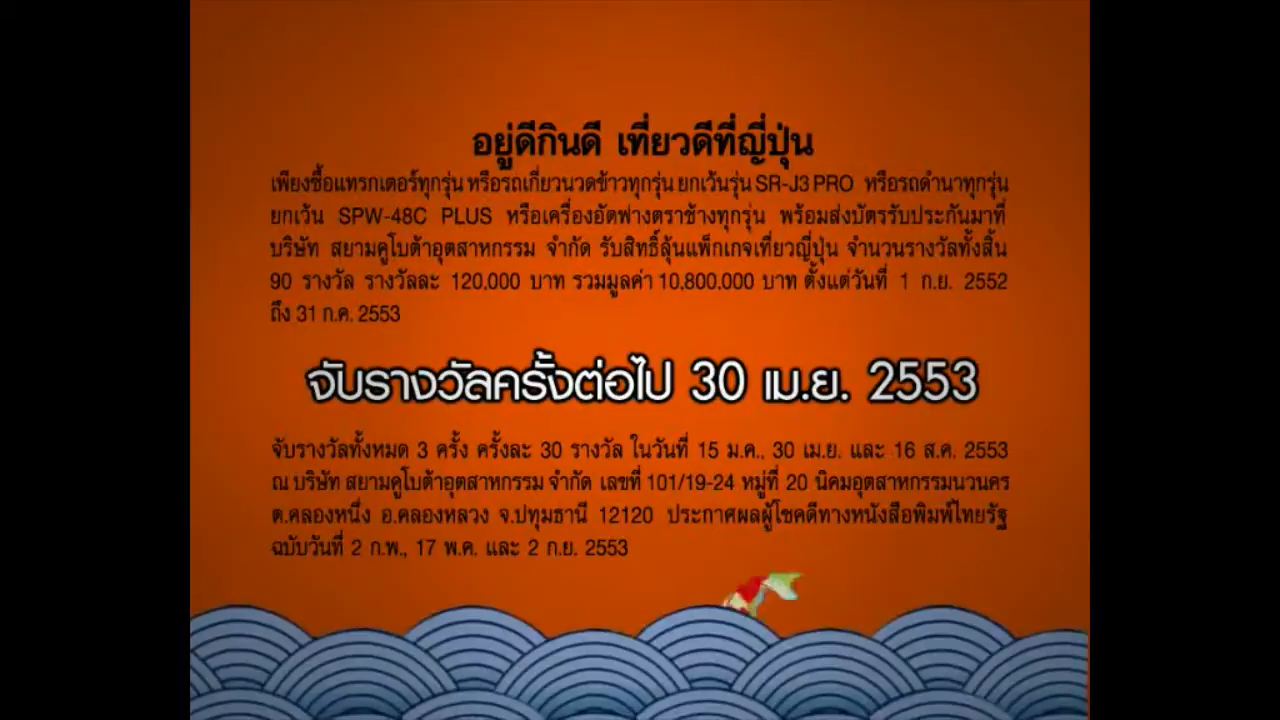 อยู่ดีกินดี เที่ยวดีที่ญี่ปุ่น
เพียงซื้อแทรกเตอร์ทุกรุ่น หรือรถเกี่ยวนวดข้าวทุกรุ่น ยกเว้นรุ่น SR-J3 PRO หรือรถดำนาทุกรุ่น
ยกเว้น SPW-48C PLUS หรือเครื่องอัดฟางตราช้างทุกรุ่น พร้อมส่งบัตรรับประกันมาที่
บริษัท สยามคูโบต้าอุตสาหกรรม จำกัด รับสิทธิ์ลุ้นแพ็กเกจเที่ยวญี่ปุ่น จำนวนรางวัลทั้งสิ้น
90 รางวัล รางวัลละ 120,000 บาท รวมมูลค่า 10,800,000 บาท ตั้งแต่วันที่ 1 ก.ย. 2552
ถึง 31 ก.ค. 2553
จับรางวัลครั้งต่อไป 30 เม.ย. 2553
จับรางวัลทั้งหมด 3 ครั้ง ครั้งละ 30 รางวัล ในวันที่ 15 ม.ค., 30 เม.ย. และ 16 ส.ค. 2553
ณ บริษัท สยามคูโบต้าอุตสาหกรรม จำกัด เลขที่ 101/19-24 หมู่ที่ 20 นิคมอุตสาหกรรมนวนคร
ต.คลองหนึ่ง อ.คลองหลวง จ.ปทุมธานี 12120 ประกาศผลผู้โชคดีทางหนังสือพิมพ์ไทยรัฐ
ฉบับวันที่ 2 ก.พ., 17 พ.ค. และ 2 ก.ย. 2553